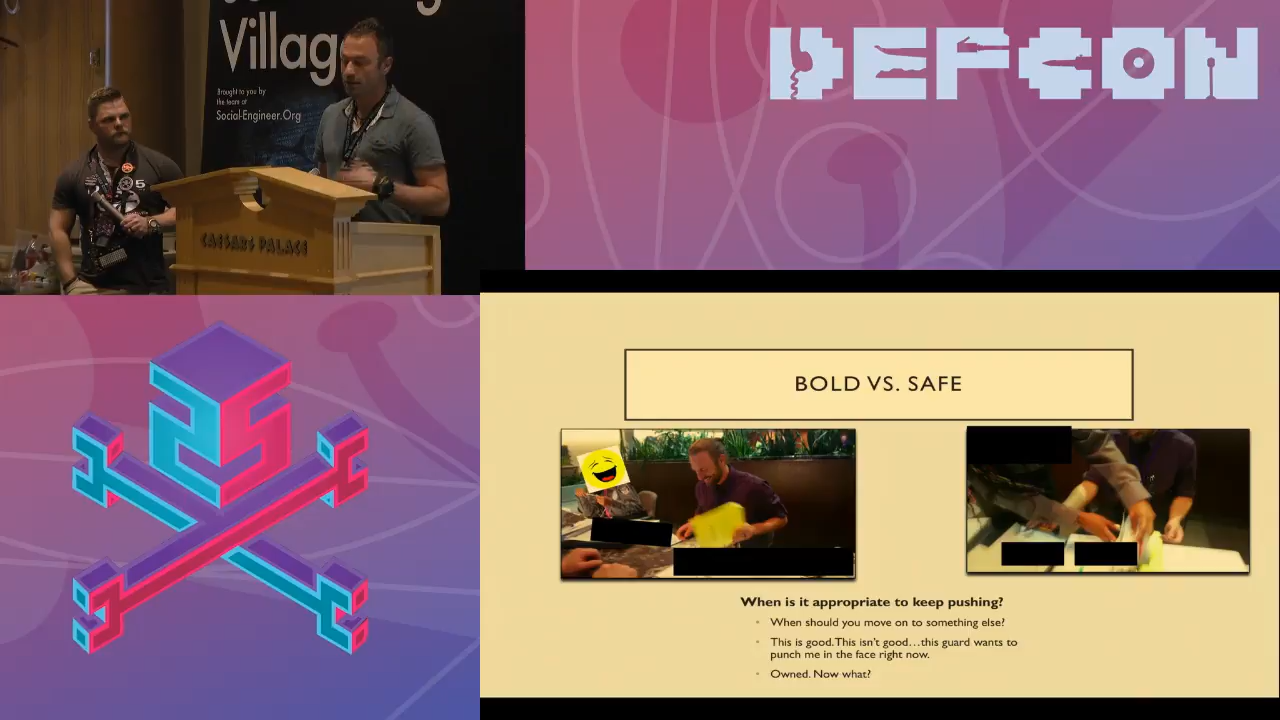 Villag
Brought to you by
the team at
Social-Engineer.Org
5
CAESARS PALACE
DEFCON
BOLD VS. SAFE
When is it appropriate to keep pushing?
When should you move on to something else?
This is good. This isn't good...this guard wants to
punch me in the face right now.
Owned. Now what?